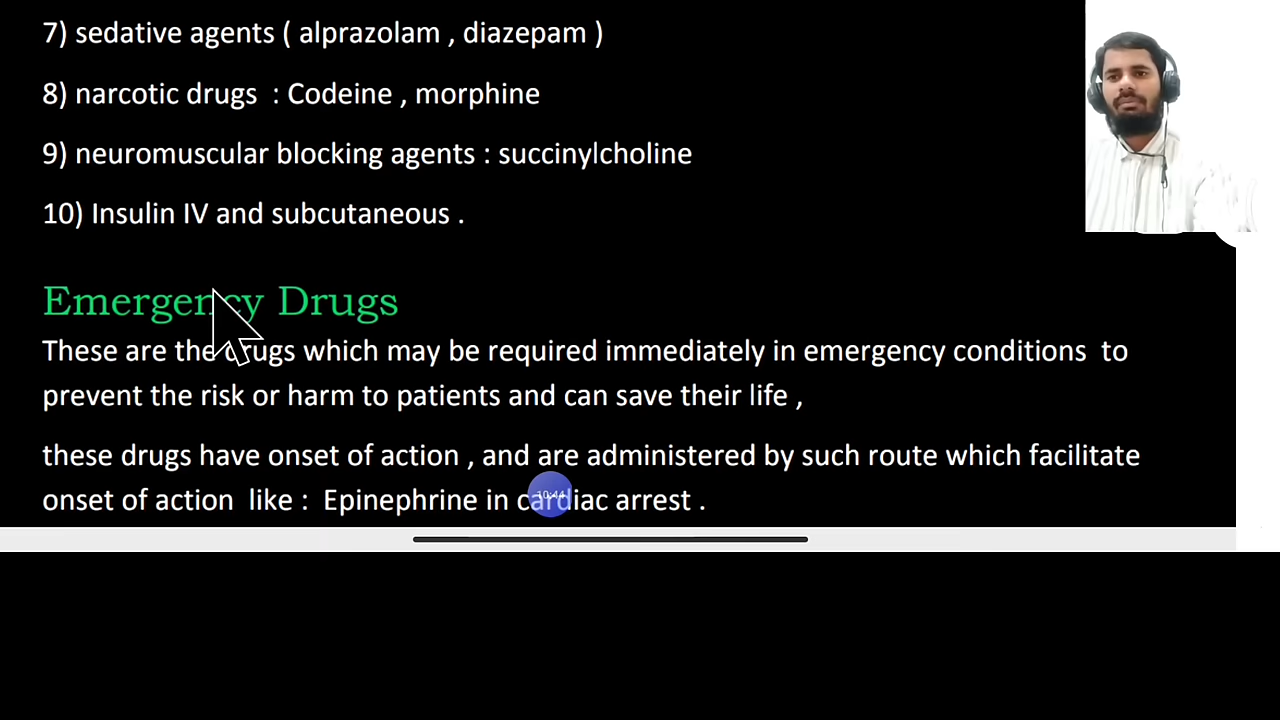 7) sedative agents ( alprazolam , diazepam )
8) narcotic drugs : Codeine , morphine
9) neuromuscular blocking agents : succinylcholine
10) Insulin IV and subcutaneous .
Emergency Drugs
These are the drugs which may be required immediately in emergency conditions to
prevent the risk or harm to patients and can save their life ,
these drugs have onset of action , and are administered by such route which facilitate
onset of action like : Epinephrine in cardiac arrest .
10:44